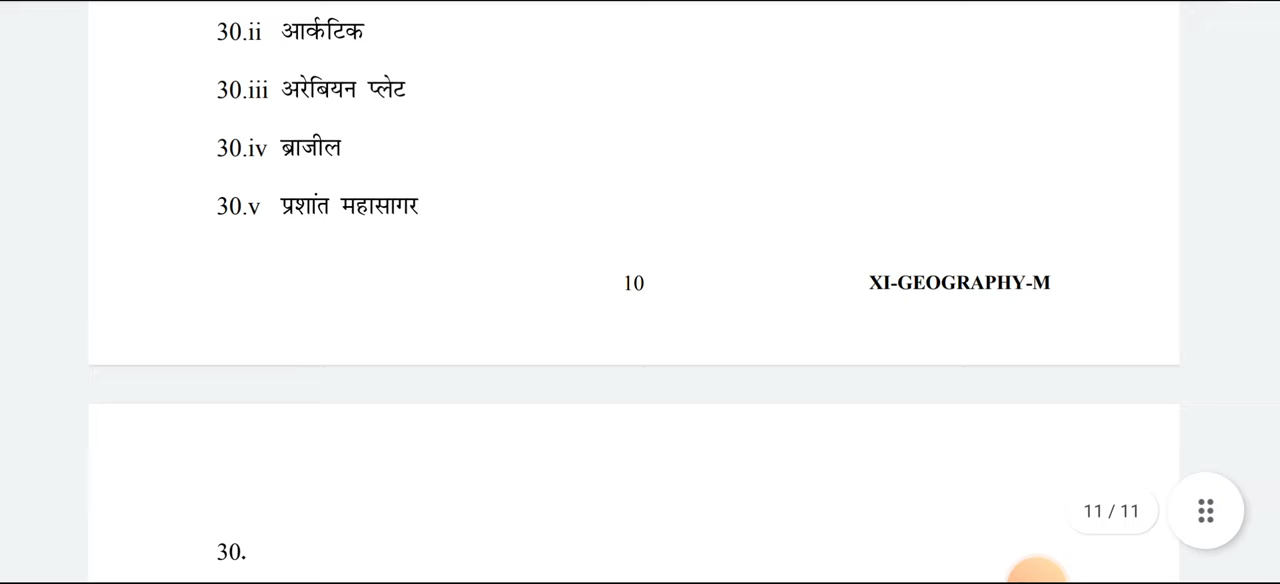 30.ii आर्कटिक
30.iii अरेबियन प्लेट
30.iv ब्राजील
30.v प्रशांत महासागर
10 XI-GEOGRAPHY-M
11 / 11
30.